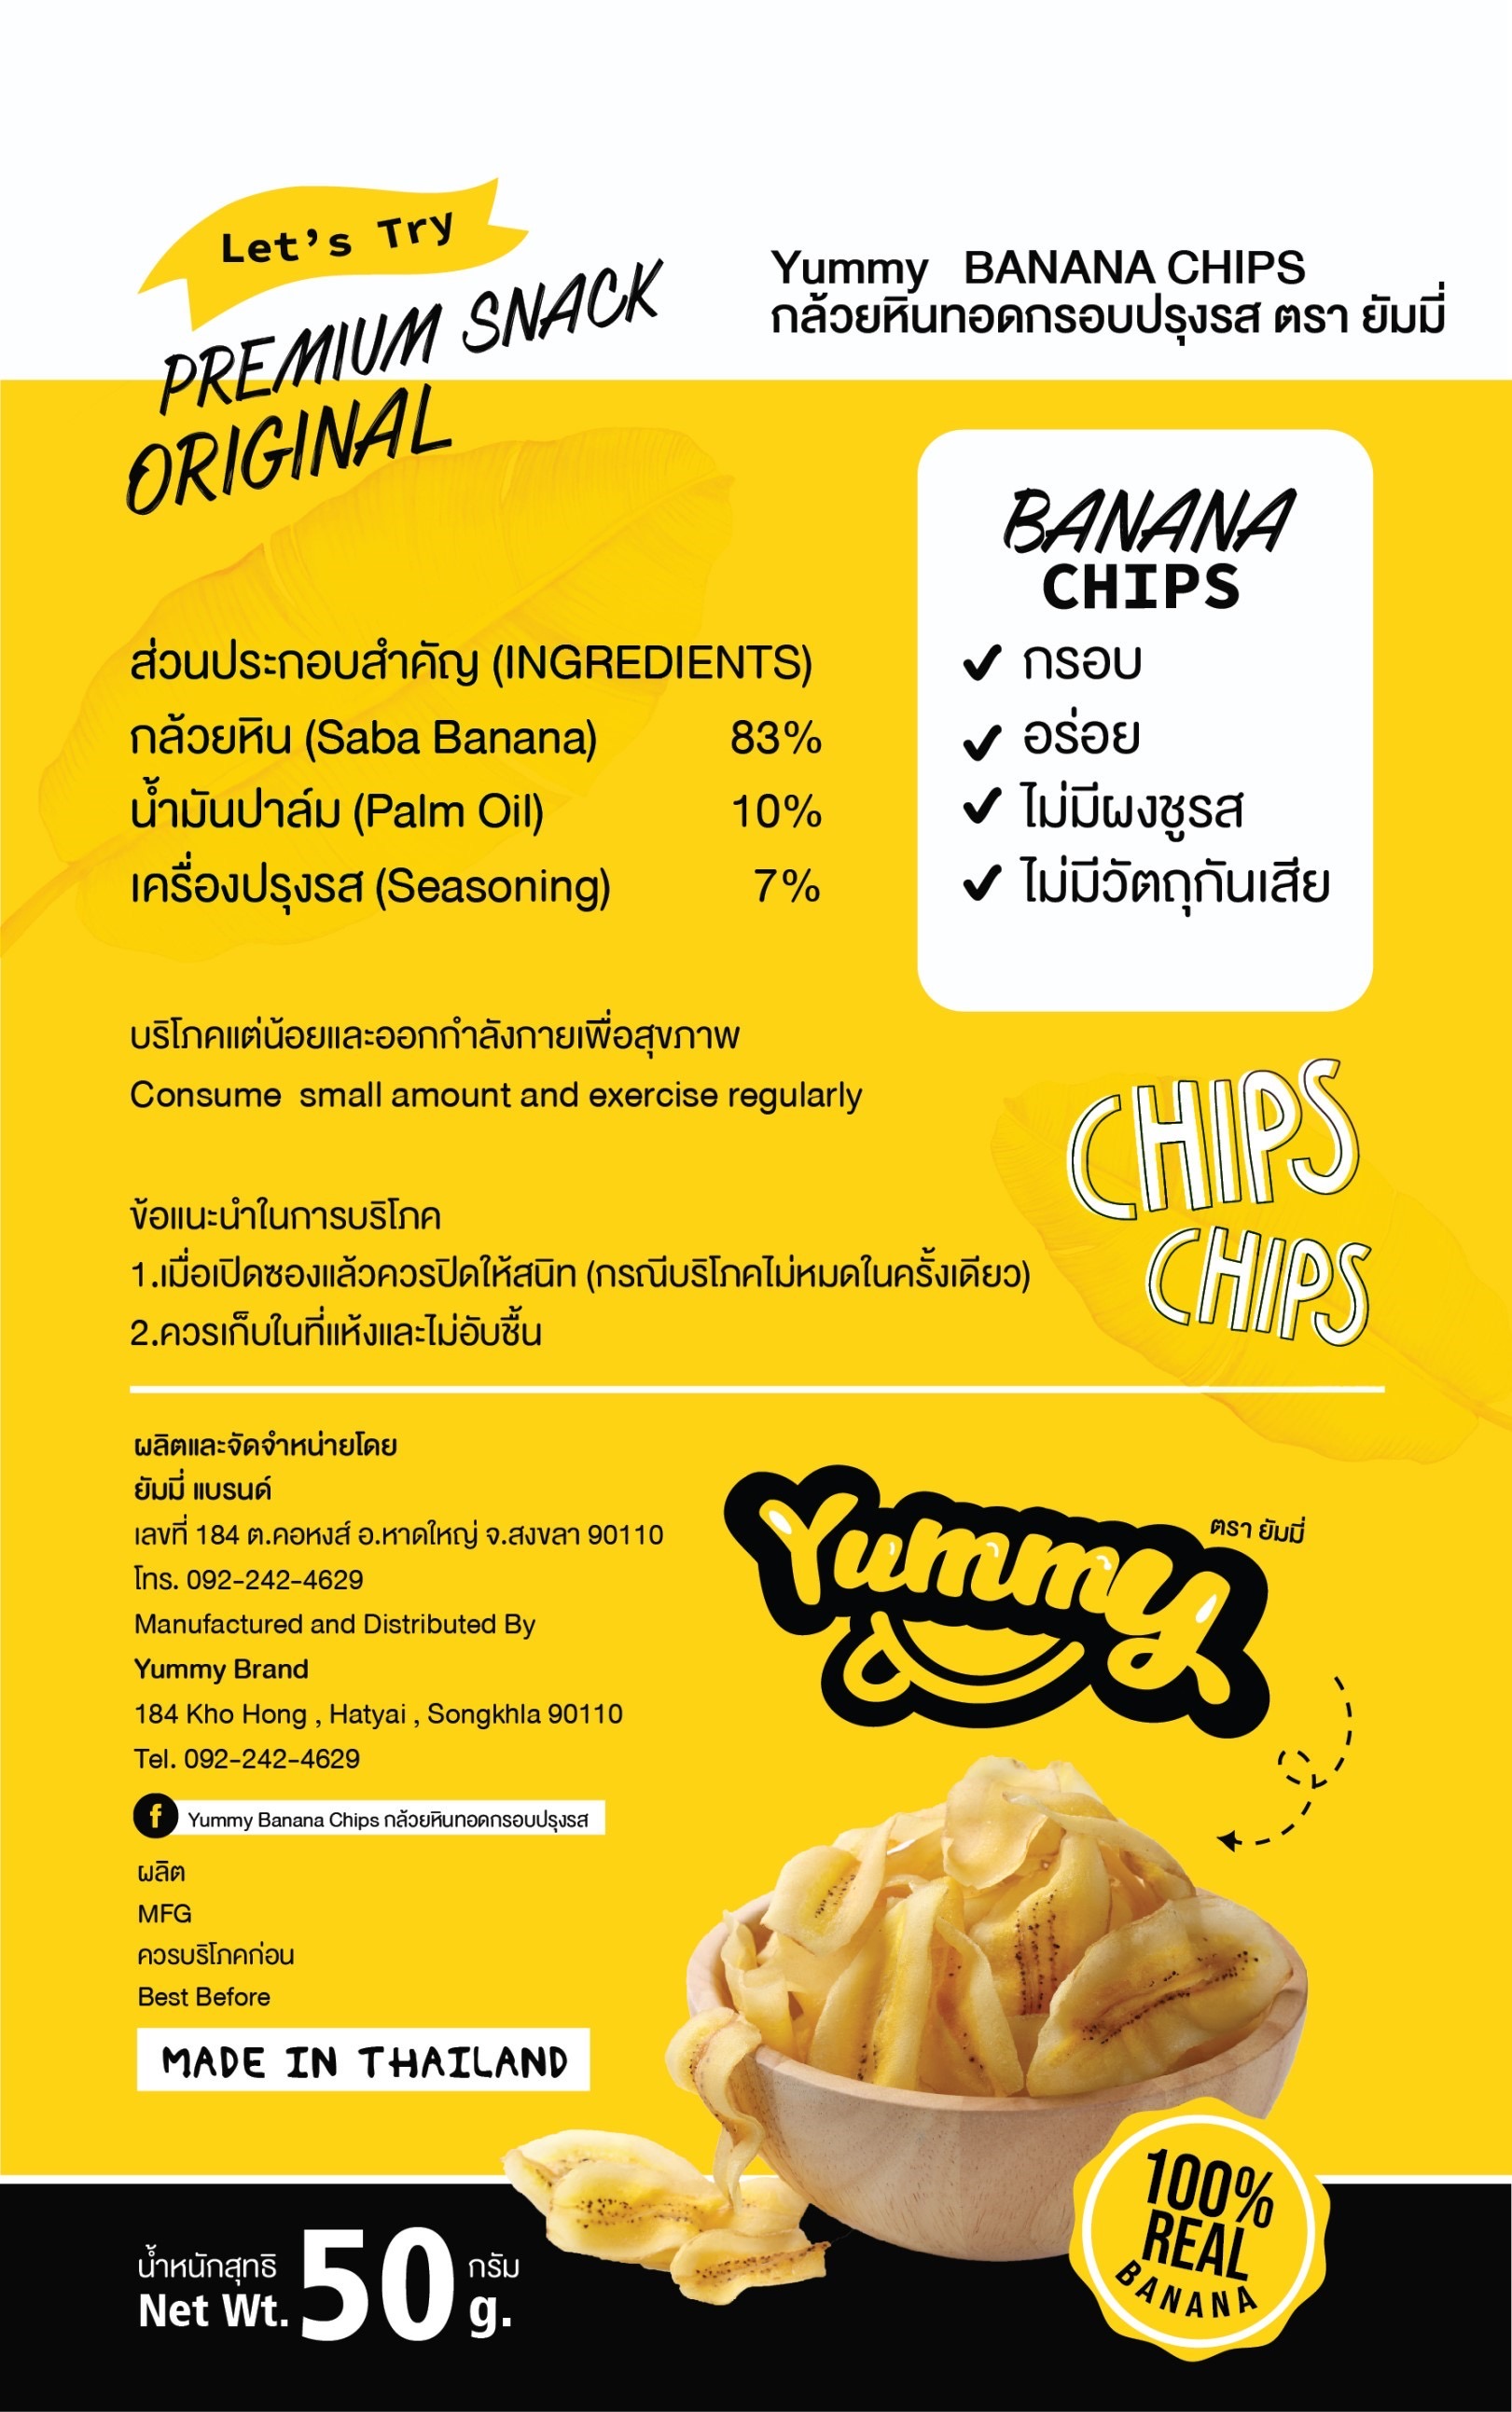 Let's Try
PREMIUM SNACK
ORIGINAL
Yummy BANANA CHIPS
กล้วยหินทอดกรอบปรุงรส ตรา ยัมมี่
ส่วนประกอบสำคัญ (INGREDIENTS)
กล้วยหิน (Saba Banana) 83%
น้ำมันปาล์ม (Palm Oil) 10%
เครื่องปรุงรส (Seasoning) 7%
BANANA
CHIPS
✔ กรอบ
✔ อร่อย
✔ ไม่มีผงชูรส
✔ ไม่มีวัตถุกันเสีย
บริโภคแต่น้อยและออกกำลังกายเพื่อสุขภาพ
Consume small amount and exercise regularly
CHIPS
CHIPS
ข้อแนะนำในการบริโภค
1.เมื่อเปิดซองแล้วควรปิดให้สนิท (กรณีบริโภคไม่หมดในครั้งเดียว)
2.ควรเก็บในที่แห้งและไม่อับชื้น
ผลิตและจัดจำหน่ายโดย
ยัมมี่ แบรนด์
เลขที่ 184 ต.คอหงส์ อ.หาดใหญ่ จ.สงขลา 90110
โทร. 092-242-4629
Manufactured and Distributed By
Yummy Brand
184 Kho Hong , Hatyai , Songkhla 90110
Tel. 092-242-4629
f Yummy Banana Chips กล้วยหินทอดกรอบปรุงรส
ผลิต
MFG
ควรบริโภคก่อน
Best Before
MADE IN THAILAND
ตรา ยัมมี่
Yummy
น้ำหนักสุทธิ 50 กรัม
Net Wt. g.
100%
REAL
BANANA